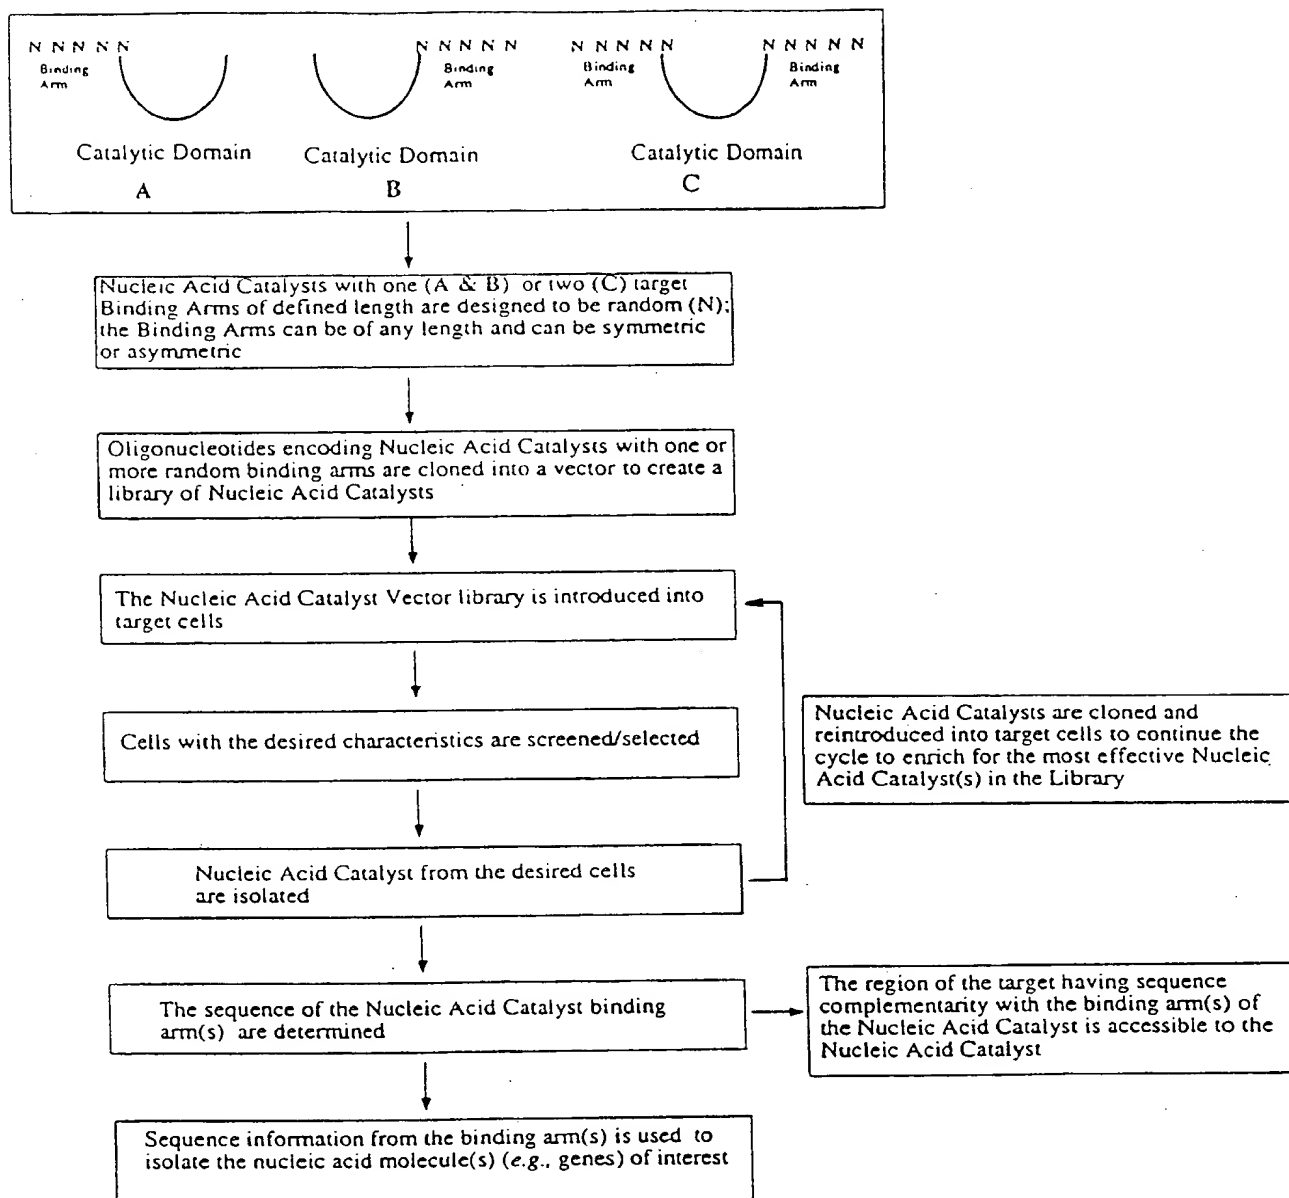 N N N N N
N N N N N
N N N N N
N N N N N
Binding
Arm
Binding
Arm
Binding
Arm
Binding
Arm
Catalytic Domain
Catalytic Domain
Catalytic Domain
A
B
C
Nucleic Acid Catalysts with one (A & B) or two (C) target
Binding Arms of defined length are designed to be random (N);
the Binding Arms can be of any length and can be symmetric
or asymmetric
Oligonucleotides encoding Nucleic Acid Catalysts with one or
more random binding arms are cloned into a vector to create a
library of Nucleic Acid Catalysts
The Nucleic Acid Catalyst Vector library is introduced into
target cells
Cells with the desired characteristics are screened/selected
Nucleic Acid Catalysts are cloned and
reintroduced into target cells to continue the
cycle to enrich for the most effective Nucleic
Acid Catalyst(s) in the Library
Nucleic Acid Catalyst from the desired cells
are isolated
The sequence of the Nucleic Acid Catalyst binding
arm(s) are determined
The region of the target having sequence
complementarity with the binding arm(s) of
the Nucleic Acid Catalyst is accessible to the
Nucleic Acid Catalyst
Sequence information from the binding arm(s) is used to
isolate the nucleic acid molecule(s) (e.g., genes) of interest